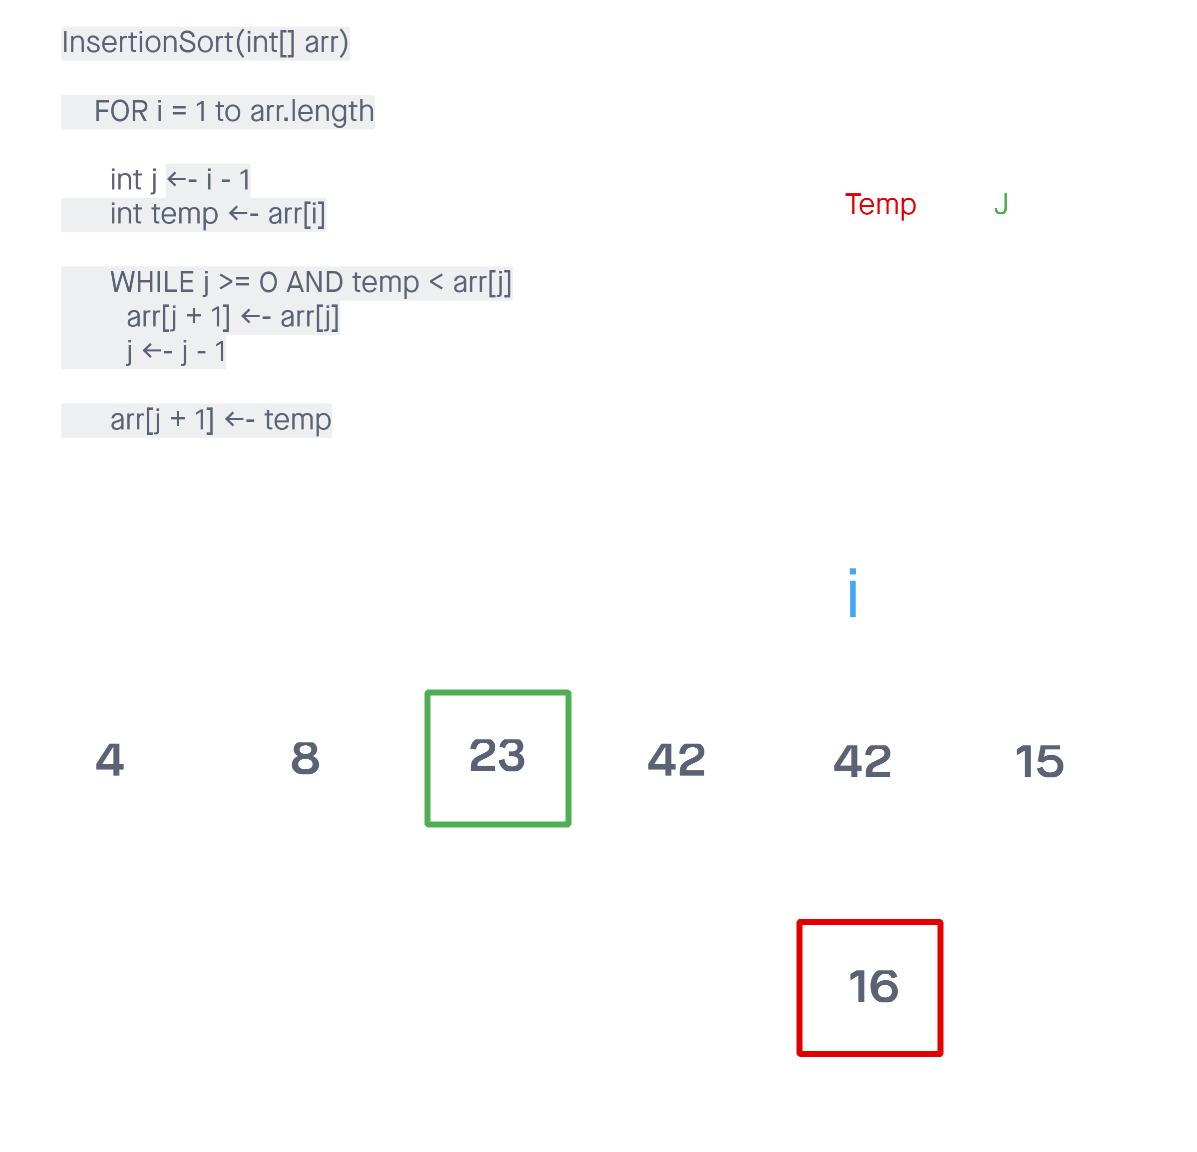 InsertionSort(int[] arr)
FOR i = 1 to arr.length
int j <- i - 1
int temp <- arr[i]
WHILE j >= 0 AND temp < arr[j]
arr[j + 1] <- arr[j]
j <- j - 1
arr[j + 1] <- temp
Temp J
i
4 8 23 42 42 15
16